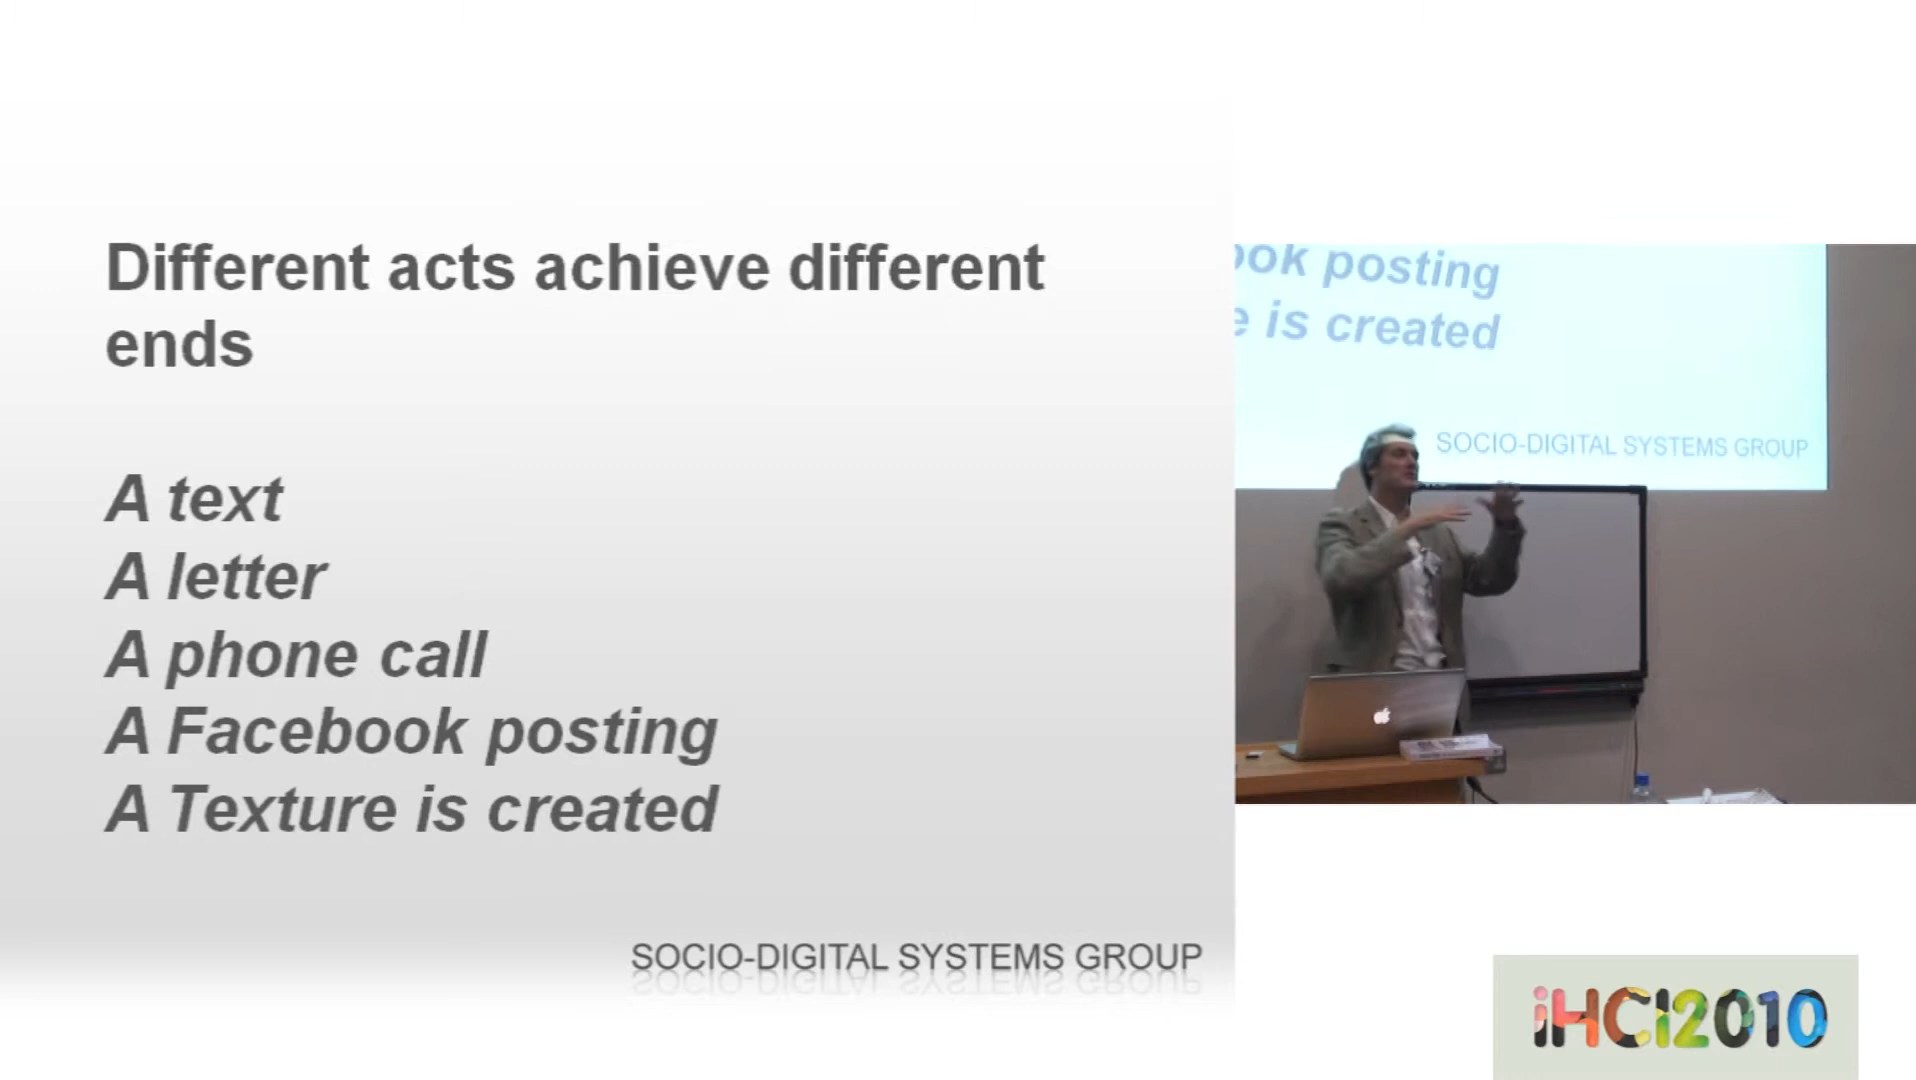 Different acts achieve different
ends
A text
A letter
A phone call
A Facebook posting
A Texture is created
SOCIO-DIGITAL SYSTEMS GROUP
ook posting
e is created
SOCIO-DIGITAL SYSTEMS GROUP
iHCI2010